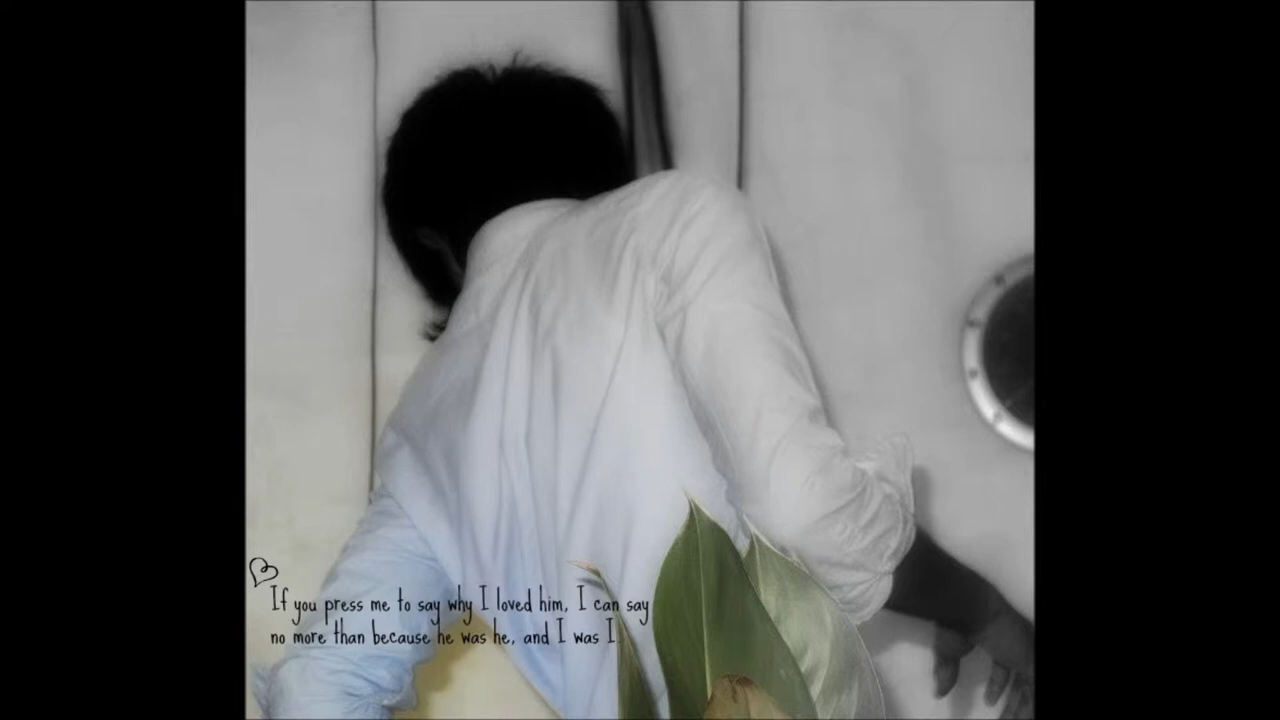 If you press me to say why I loved him, I can say
no more than because he was he, and I was I.